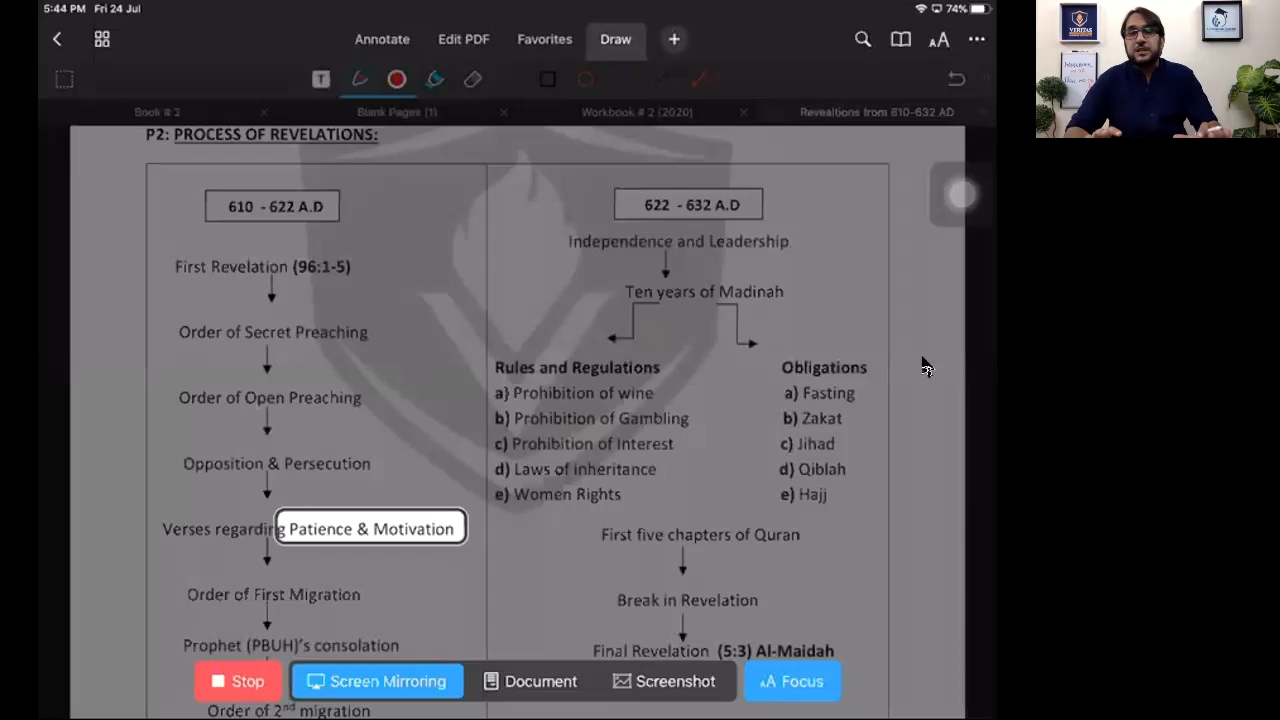 5:44 PM Fri 24 Jul
74%
Annotate Edit PDF Favorites Draw +
T
Book # 3
Blank Pages (1)
Workbook # 2 (2020)
Revealtions from 610-632 AD
P2: PROCESS OF REVELATIONS:
610 - 622 A.D
First Revelation (96:1-5)
Order of Secret Preaching
Order of Open Preaching
Opposition & Persecution
Verses regarding Patience & Motivation
Order of First Migration
Prophet (PBUH)'s consolation
Order of 2nd migration
622 - 632 A.D
Independence and Leadership
Ten years of Madinah
Rules and Regulations
a) Prohibition of wine
b) Prohibition of Gambling
c) Prohibition of Interest
d) Laws of inheritance
e) Women Rights
Obligations
a) Fasting
b) Zakat
c) Jihad
d) Qiblah
e) Hajj
First five chapters of Quran
Break in Revelation
Final Revelation (5:3) Al-Maidah
Stop Screen Mirroring Document Screenshot Focus
VERITAS